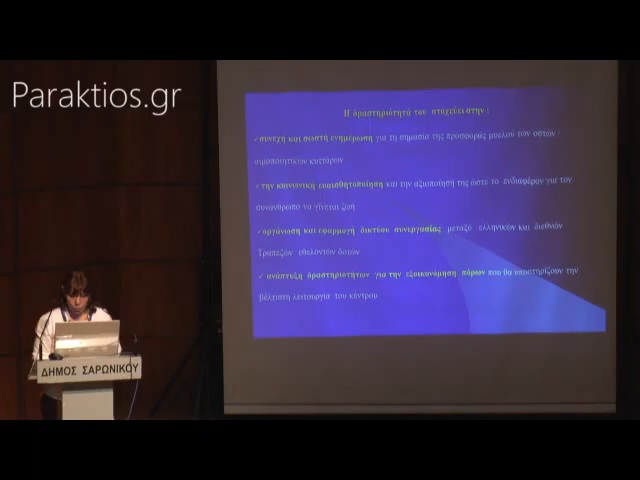 Paraktios.gr
Η δραστηριότητά του στοχεύει στην :
✓συνεχή και σωστή ενημέρωση για τη σημασία της προσφοράς μυελού των οστών /
αιμοποιητικών κυττάρων
✓την κοινωνική ευαισθητοποίηση και την αξιοποίησή της ώστε το ενδιαφέρον για τον
συνάνθρωπο να γίνεται ζωή
✓οργάνωση και εφαρμογή δικτύου συνεργασίας μεταξύ ελληνικών και διεθνών
Τραπεζών εθελοντών δοτών
✓ ανάπτυξη δραστηριοτήτων για την εξοικονόμηση πόρων που θα υποστηρίζουν την
βέλτιστη λειτουργία του κέντρου
ΔΗΜΟΣ ΣΑΡΩΝΙΚΟΥ